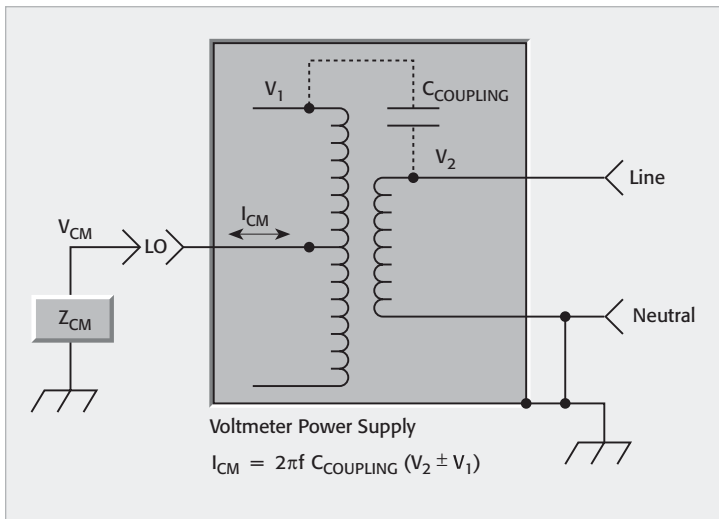 V1
CCOUPLING
V2
Line
ICM
VCM
LO
ZCM
Neutral
Voltmeter Power Supply
ICM = 2πf CCOUPLING (V2 ± V1)